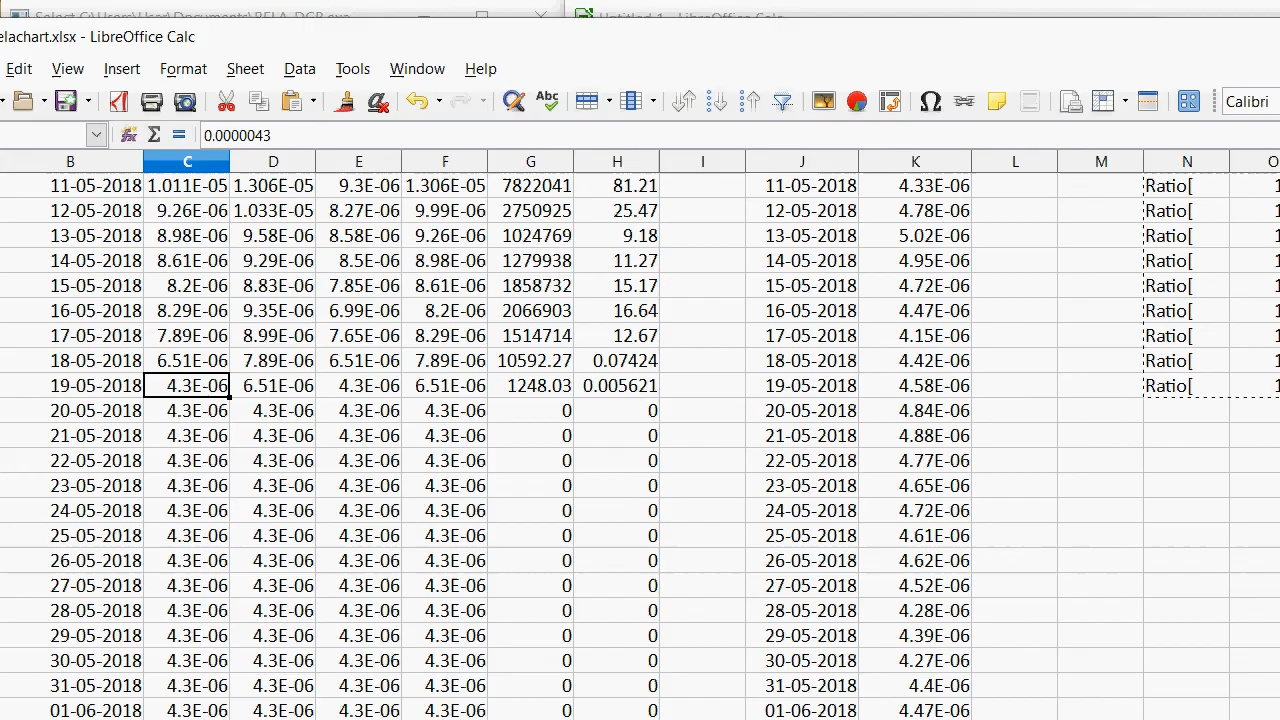 Select C:\Users\User\Documents\BELA_DGB.exe
Untitled 1 - LibreOffice Calc
elachart.xlsx - LibreOffice Calc
Edit View Insert Format Sheet Data Tools Window Help
Abc Calibri
0.0000043
B C D E F G H I J K L M N O
11-05-2018 1.011E-05 1.306E-05 9.3E-06 1.306E-05 7822041 81.21 11-05-2018 4.33E-06 Ratio[ 1
12-05-2018 9.26E-06 1.033E-05 8.27E-06 9.99E-06 2750925 25.47 12-05-2018 4.78E-06 Ratio[ 1
13-05-2018 8.98E-06 9.58E-06 8.58E-06 9.26E-06 1024769 9.18 13-05-2018 5.02E-06 Ratio[ 1
14-05-2018 8.61E-06 9.29E-06 8.5E-06 8.98E-06 1279938 11.27 14-05-2018 4.95E-06 Ratio[ 1
15-05-2018 8.2E-06 8.83E-06 7.85E-06 8.61E-06 1858732 15.17 15-05-2018 4.72E-06 Ratio[ 1
16-05-2018 8.29E-06 9.35E-06 6.99E-06 8.2E-06 2066903 16.64 16-05-2018 4.47E-06 Ratio[ 1
17-05-2018 7.89E-06 8.99E-06 7.65E-06 8.29E-06 1514714 12.67 17-05-2018 4.15E-06 Ratio[ 1
18-05-2018 6.51E-06 7.89E-06 6.51E-06 7.89E-06 10592.27 0.07424 18-05-2018 4.42E-06 Ratio[ 1
19-05-2018 4.3E-06 6.51E-06 4.3E-06 6.51E-06 1248.03 0.005621 19-05-2018 4.58E-06 Ratio[ 1
20-05-2018 4.3E-06 4.3E-06 4.3E-06 4.3E-06 0 0 20-05-2018 4.84E-06
21-05-2018 4.3E-06 4.3E-06 4.3E-06 4.3E-06 0 0 21-05-2018 4.88E-06
22-05-2018 4.3E-06 4.3E-06 4.3E-06 4.3E-06 0 0 22-05-2018 4.77E-06
23-05-2018 4.3E-06 4.3E-06 4.3E-06 4.3E-06 0 0 23-05-2018 4.65E-06
24-05-2018 4.3E-06 4.3E-06 4.3E-06 4.3E-06 0 0 24-05-2018 4.72E-06
25-05-2018 4.3E-06 4.3E-06 4.3E-06 4.3E-06 0 0 25-05-2018 4.61E-06
26-05-2018 4.3E-06 4.3E-06 4.3E-06 4.3E-06 0 0 26-05-2018 4.62E-06
27-05-2018 4.3E-06 4.3E-06 4.3E-06 4.3E-06 0 0 27-05-2018 4.52E-06
28-05-2018 4.3E-06 4.3E-06 4.3E-06 4.3E-06 0 0 28-05-2018 4.28E-06
29-05-2018 4.3E-06 4.3E-06 4.3E-06 4.3E-06 0 0 29-05-2018 4.39E-06
30-05-2018 4.3E-06 4.3E-06 4.3E-06 4.3E-06 0 0 30-05-2018 4.27E-06
31-05-2018 4.3E-06 4.3E-06 4.3E-06 4.3E-06 0 0 31-05-2018 4.4E-06
01-06-2018 4.3E-06 4.3E-06 4.3E-06 4.3E-06 0 0 01-06-2018 4.47E-06